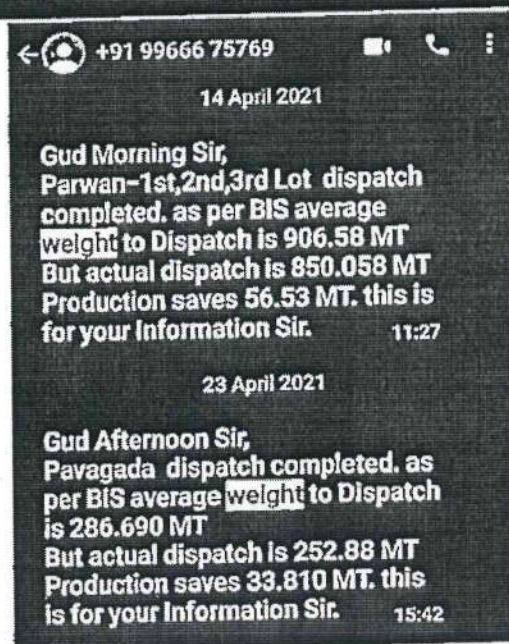 +91 99666 75769
14 April 2021
Gud Morning Sir,
Parwan-1st,2nd,3rd Lot dispatch
completed. as per BIS average
weight to Dispatch is 906.58 MT
But actual dispatch is 850.058 MT
Production saves 56.53 MT. this is
for your Information Sir. 11:27
23 April 2021
Gud Afternoon Sir,
Pavagada dispatch completed. as
per BIS average weight to Dispatch
is 286.690 MT
But actual dispatch is 252.88 MT
Production saves 33.810 MT. this
is for your Information Sir. 15:42